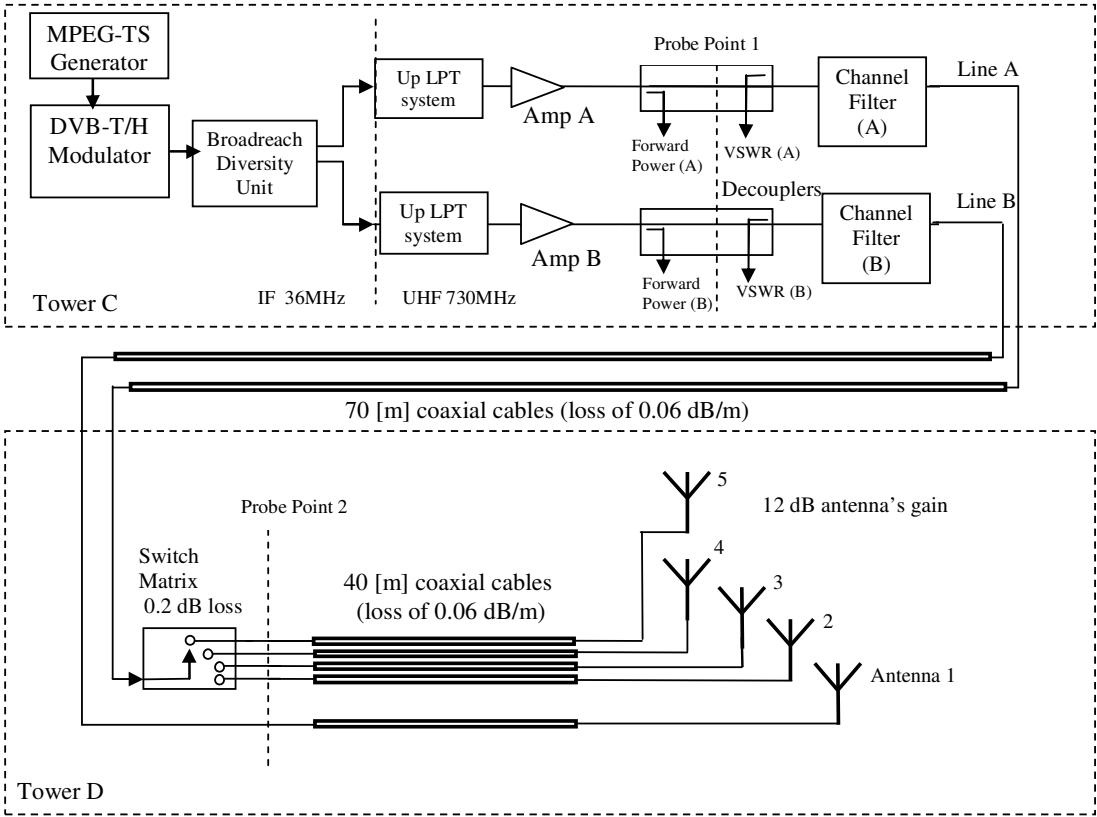 MPEG-TS
Generator
DVB-T/H
Modulator
Broadreach
Diversity
Unit
Up LPT
system
Amp A
Probe Point 1
Forward
Power (A)
VSWR (A)
Channel
Filter
(A)
Line A
Up LPT
system
Amp B
Decouplers
Forward
Power (B)
VSWR (B)
Channel
Filter
(B)
Line B
Tower C
IF 36MHz
UHF 730MHz
70 [m] coaxial cables (loss of 0.06 dB/m)
Probe Point 2
Switch
Matrix
0.2 dB loss
40 [m] coaxial cables
(loss of 0.06 dB/m)
5
12 dB antenna’s gain
4
3
2
Antenna 1
Tower D